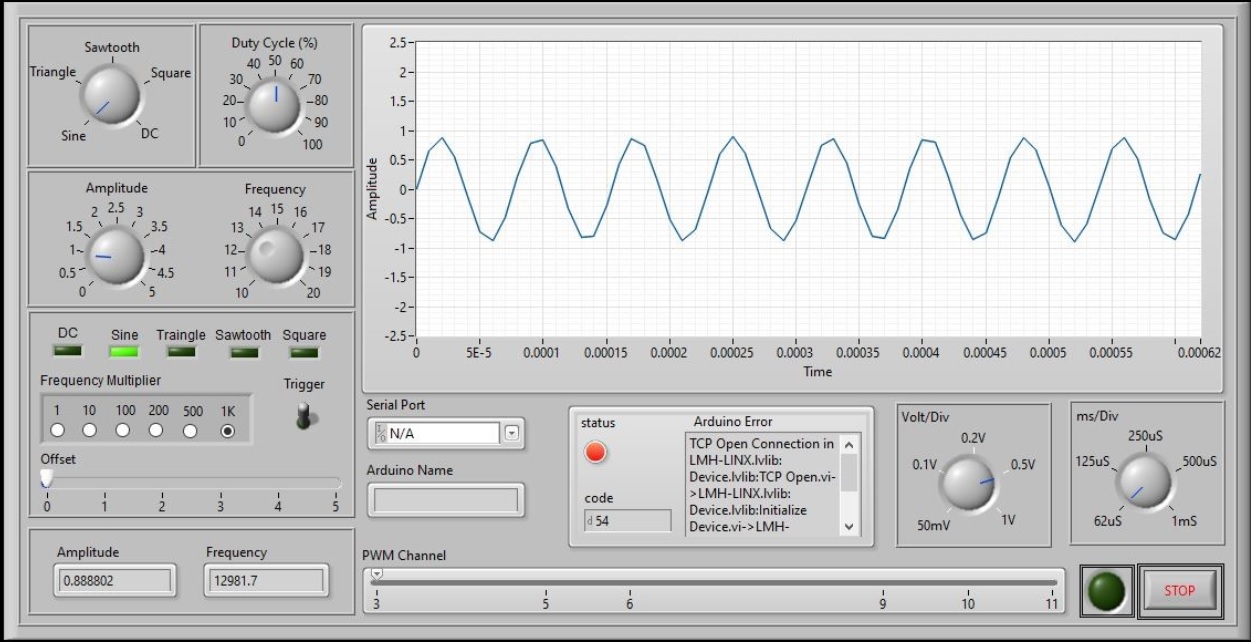 Sawtooth
Triangle
Square
Sine
DC
Duty Cycle (%)
40 50 60
30 70
20 80
10 90
0 100
Amplitude
2 2.5 3
1.5 3.5
1 4
0.5 4.5
0 5
Frequency
14 15 16
13 17
12 18
11 19
10 20
DC Sine Traingle Sawtooth Square
Frequency Multiplier
1 10 100 200 500 1K
Trigger
Offset
0 1 2 3 4 5
Amplitude
0.888802
Frequency
12981.7
Amplitude
2.5
2
1.5
1
0.5
0
-0.5
-1
-1.5
-2
-2.5
0 5E-5 0.0001 0.00015 0.0002 0.00025 0.0003 0.00035 0.0004 0.00045 0.0005 0.00055 0.00062
Time
Serial Port
I/O N/A
Arduino Name
status
code
d 54
Arduino Error
TCP Open Connection in
LMH-LINX.lvlib:
Device.lvlib:TCP Open.vi-
>LMH-LINX.lvlib:
Device.lvlib:Initialize
Device.vi->LMH-
Volt/Div
0.2V
0.1V 0.5V
50mV 1V
ms/Div
250uS
125uS 500uS
62uS 1mS
PWM Channel
3 5 6 9 10 11
STOP